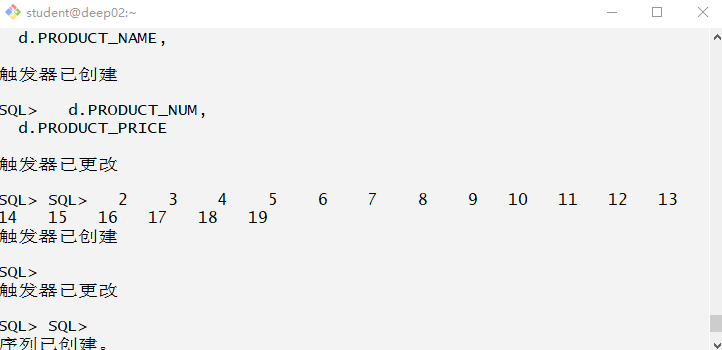 student@deep02:~
d.PRODUCT_NAME,
触发器已创建
SQL>   d.PRODUCT_NUM,
d.PRODUCT_PRICE
触发器已更改
SQL> SQL>   2    3    4    5    6    7    8    9   10   11   12   13
14   15   16   17   18   19
触发器已创建
SQL>
触发器已更改
SQL> SQL>
序列已创建。